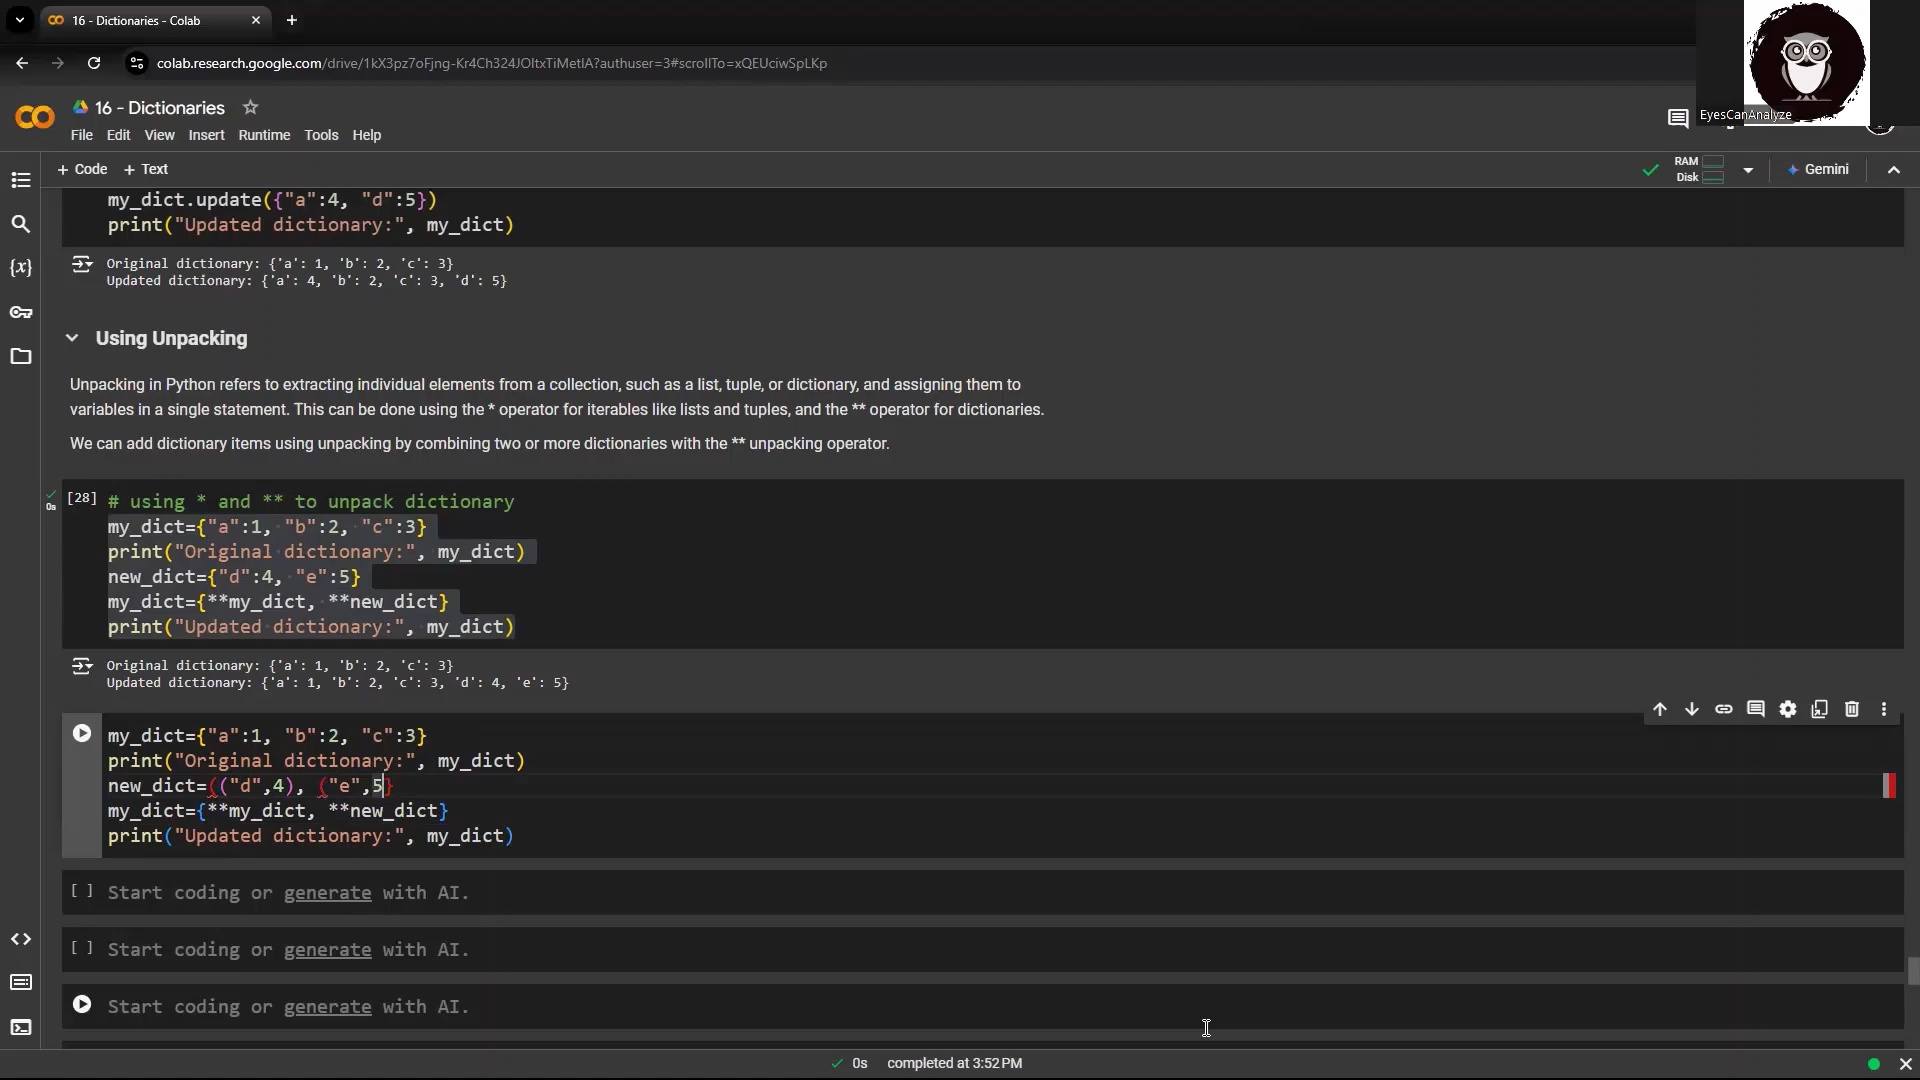 16 - Dictionaries - Colab
colab.research.google.com/drive/1kX3pz7oFjng-Kr4Ch324JOItxTiMetIA?authuser=3#scrollTo=xQEUciwSpLKp
EyesCanAnalyze
16 - Dictionaries
File Edit View Insert Runtime Tools Help
+ Code + Text
RAM
Disk
Gemini
my_dict.update({"a":4, "d":5})
print("Updated dictionary:", my_dict)
Original dictionary: {'a': 1, 'b': 2, 'c': 3}
Updated dictionary: {'a': 4, 'b': 2, 'c': 3, 'd': 5}
Using Unpacking
Unpacking in Python refers to extracting individual elements from a collection, such as a list, tuple, or dictionary, and assigning them to
variables in a single statement. This can be done using the * operator for iterables like lists and tuples, and the ** operator for dictionaries.
We can add dictionary items using unpacking by combining two or more dictionaries with the ** unpacking operator.
0s
[28] # using * and ** to unpack dictionary
my_dict={"a":1, "b":2, "c":3}
print("Original dictionary:", my_dict)
new_dict={"d":4, "e":5}
my_dict={**my_dict, **new_dict}
print("Updated dictionary:", my_dict)
Original dictionary: {'a': 1, 'b': 2, 'c': 3}
Updated dictionary: {'a': 1, 'b': 2, 'c': 3, 'd': 4, 'e': 5}
my_dict={"a":1, "b":2, "c":3}
print("Original dictionary:", my_dict)
new_dict=(("d",4), ("e",5}
my_dict={**my_dict, **new_dict}
print("Updated dictionary:", my_dict)
[ ] Start coding or generate with AI.
[ ] Start coding or generate with AI.
Start coding or generate with AI.
0s completed at 3:52 PM